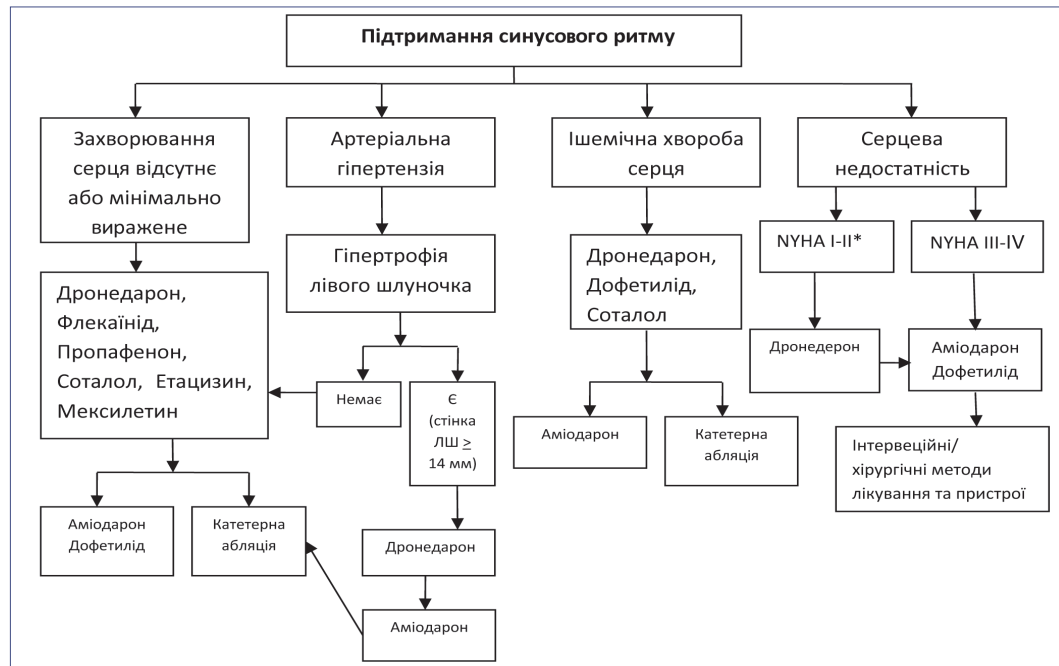 Підтримання синусового ритму
Захворювання
серця відсутнє
або мінімально
виражене
Артеріальна
гіпертензія
Ішемічна хвороба
серця
Серцева
недостатність
NYHA I-II*
NYHA III-IV
Гіпертрофія
лівого шлуночка
Дронедарон,
Дофетилід,
Соталол
Дронедарон,
Флекаїнід,
Пропафенон,
Соталол, Етацизин,
Мексилетин
Дронедерон
Аміодарон
Дофетилід
Немає
Є
(стінка
ЛШ ≥
14 мм)
Аміодарон
Катетерна
абляція
Інтервеційні/
хірургічні методи
лікування та пристрої
Аміодарон
Дофетилід
Катетерна
абляція
Дронедарон
Аміодарон